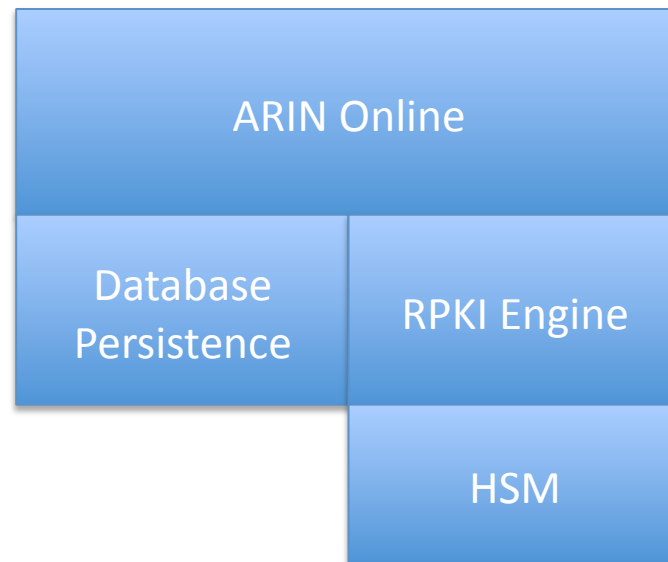 ARIN Online
Database
Persistence
RPKI Engine
HSM